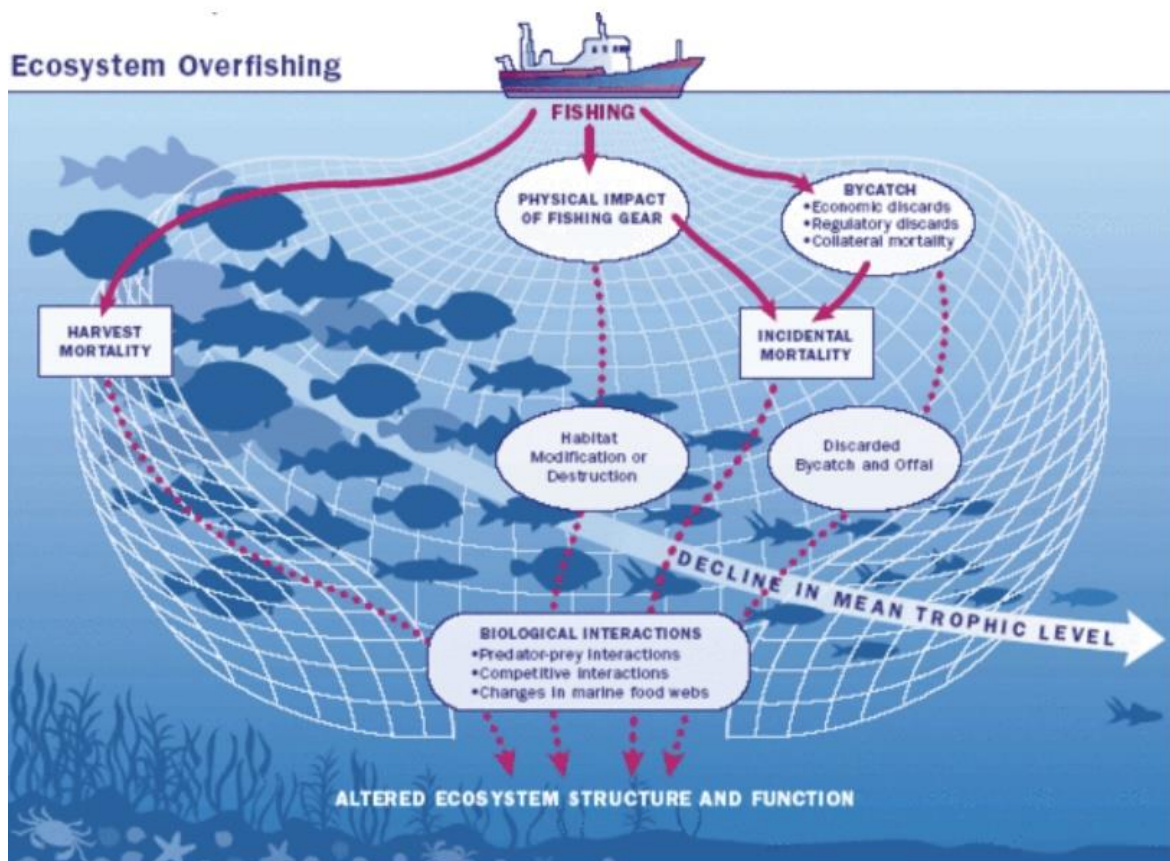 Ecosystem Overfishing
FISHING
PHYSICAL IMPACT
OF FISHING GEAR
BYCATCH
•Economic discards
•Regulatory discards
•Collateral mortality
HARVEST
MORTALITY
INCIDENTAL
MORTALITY
Habitat
Modification or
Destruction
Discarded
Bycatch and Offal
DECLINE IN MEAN TROPHIC LEVEL
BIOLOGICAL INTERACTIONS
•Predator-prey interactions
•Competitive interactions
•Changes in marine food webs
ALTERED ECOSYSTEM STRUCTURE AND FUNCTION